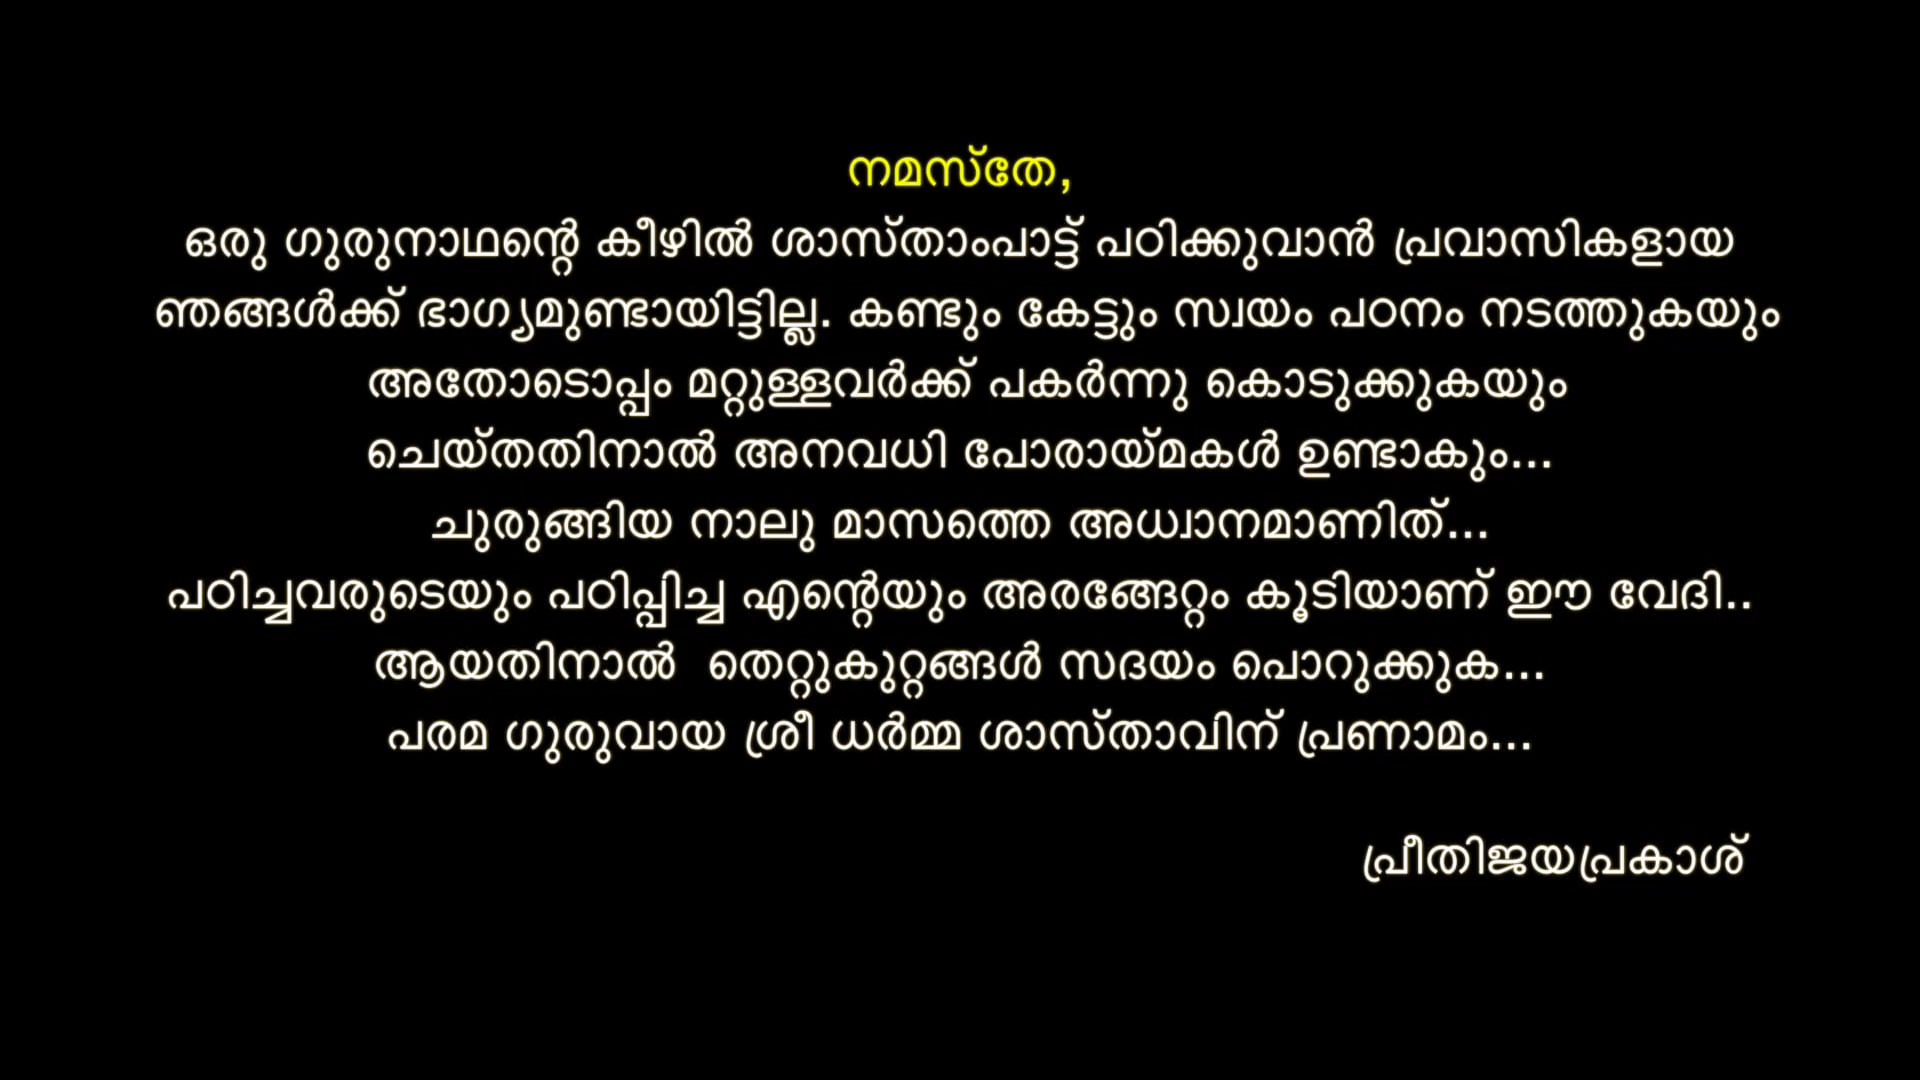 നമസ്തേ,
ഒരു ഗുരുനാഥന്റെ കീഴിൽ ശാസ്താംപാട്ട് പഠിക്കുവാൻ പ്രവാസികളായ
ഞങ്ങൾക്ക് ഭാഗ്യമുണ്ടായിട്ടില്ല. കണ്ടും കേട്ടും സ്വയം പഠനം നടത്തുകയും
അതോടൊപ്പം മറ്റുള്ളവർക്ക് പകർന്നു കൊടുക്കുകയും
ചെയ്തതിനാൽ അനവധി പോരായ്മകൾ ഉണ്ടാകും...
ചുരുങ്ങിയ നാലു മാസത്തെ അധ്വാനമാണിത്...
പഠിച്ചവരുടെയും പഠിപ്പിച്ച എന്റെയും അരങ്ങേറ്റം കൂടിയാണ് ഈ വേദി..
ആയതിനാൽ  തെറ്റുകുറ്റങ്ങൾ സദയം പൊറുക്കുക...
പരമ ഗുരുവായ ശ്രീ ധർമ്മ ശാസ്താവിന് പ്രണാമം...
പ്രീതിജയപ്രകാശ്